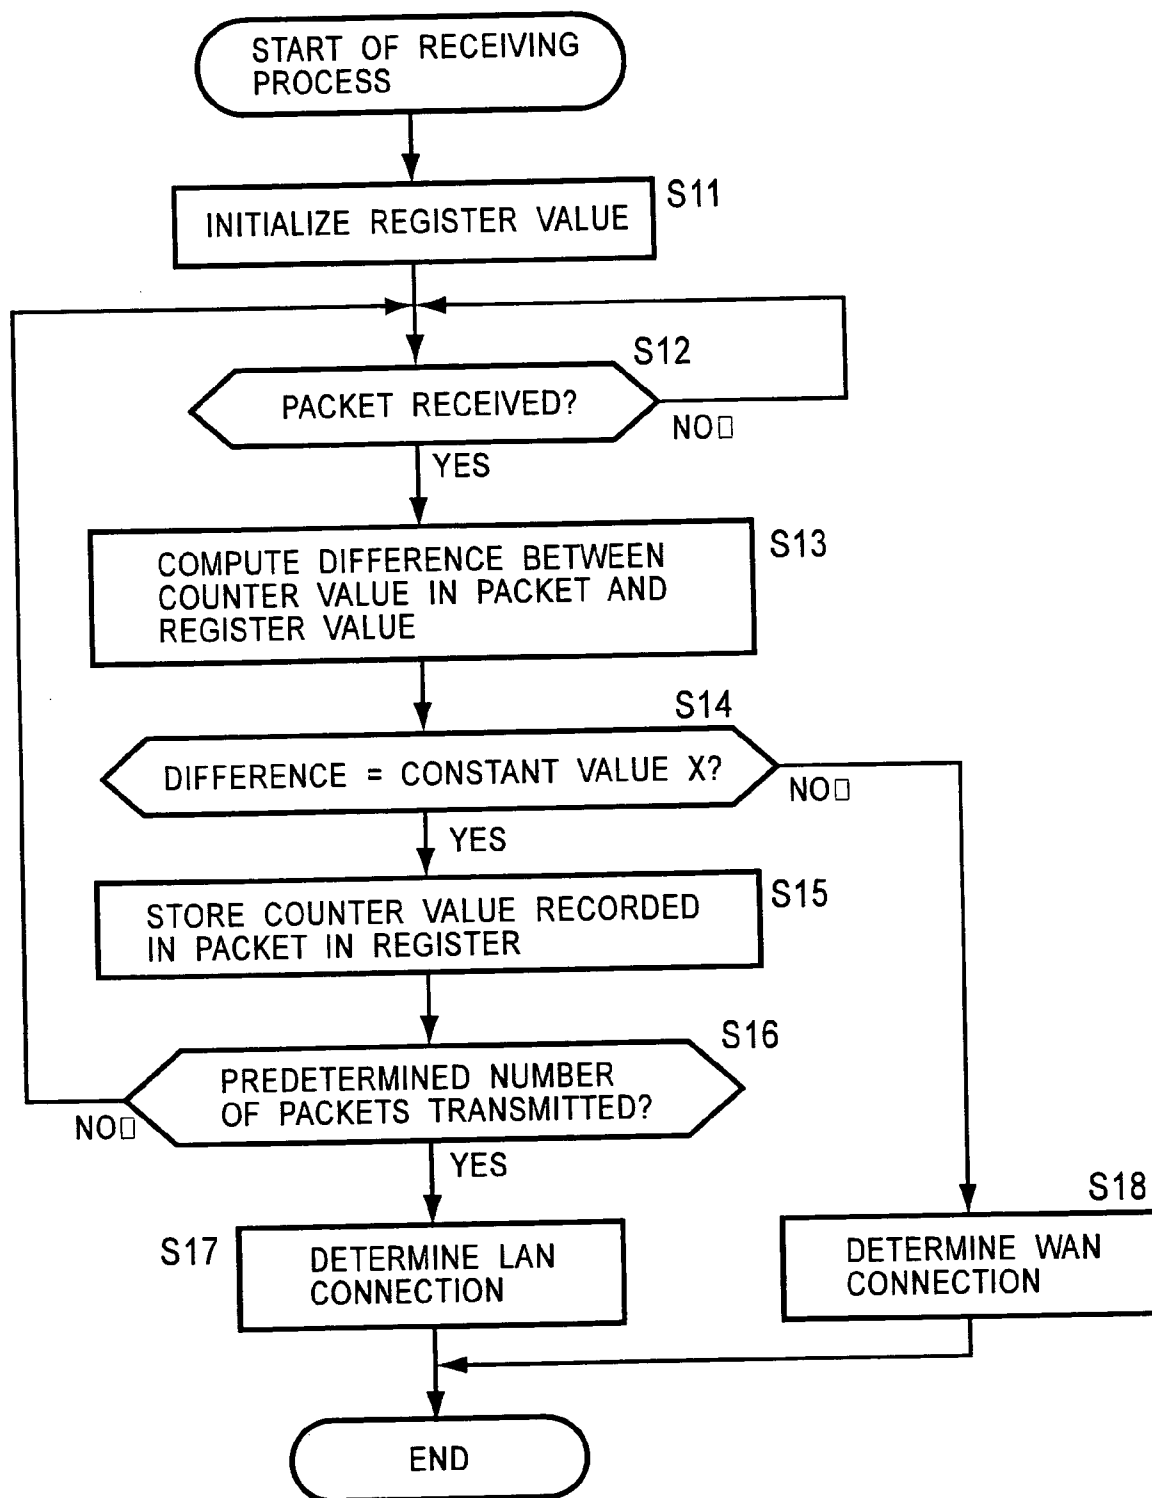 START OF RECEIVING
PROCESS
S11
INITIALIZE REGISTER VALUE
S12
PACKET RECEIVED?
NO▯
YES
S13
COMPUTE DIFFERENCE BETWEEN
COUNTER VALUE IN PACKET AND
REGISTER VALUE
S14
DIFFERENCE = CONSTANT VALUE X?
NO▯
YES
S15
STORE COUNTER VALUE RECORDED
IN PACKET IN REGISTER
S16
PREDETERMINED NUMBER
OF PACKETS TRANSMITTED?
NO▯
YES
S17
DETERMINE LAN
CONNECTION
S18
DETERMINE WAN
CONNECTION
END